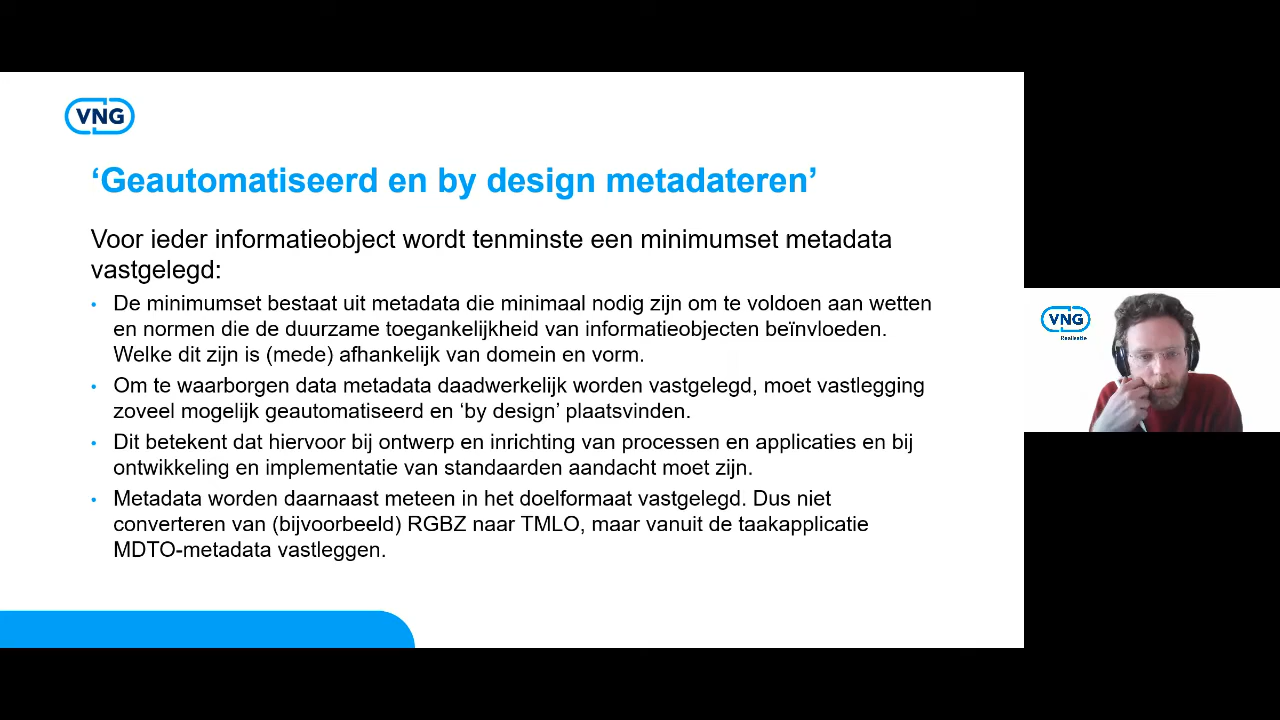 VNG
‘Geautomatiseerd en by design metadateren’
Voor ieder informatieobject wordt tenminste een minimumset metadata
vastgelegd:
• De minimumset bestaat uit metadata die minimaal nodig zijn om te voldoen aan wetten
en normen die de duurzame toegankelijkheid van informatieobjecten beïnvloeden.
Welke dit zijn is (mede) afhankelijk van domein en vorm.
• Om te waarborgen data metadata daadwerkelijk worden vastgelegd, moet vastlegging
zoveel mogelijk geautomatiseerd en ‘by design’ plaatsvinden.
• Dit betekent dat hiervoor bij ontwerp en inrichting van processen en applicaties en bij
ontwikkeling en implementatie van standaarden aandacht moet zijn.
• Metadata worden daarnaast meteen in het doelformaat vastgelegd. Dus niet
converteren van (bijvoorbeeld) RGBZ naar TMLO, maar vanuit de taakapplicatie
MDTO-metadata vastleggen.
VNG
Realisatie